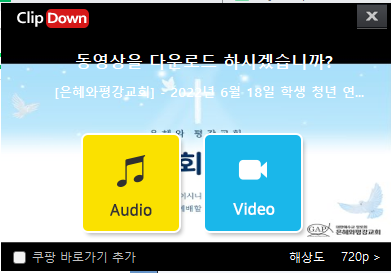 Clip Down
동영상을 다운로드 하시겠습니까?
[은혜와평강교회] - 2023년 6월 18일 학생 청년 연...
은혜와 평강교회
회
Audio
Video
GAP
은혜와평강교회
쿠팡 바로가기 추가
해상도 720p >